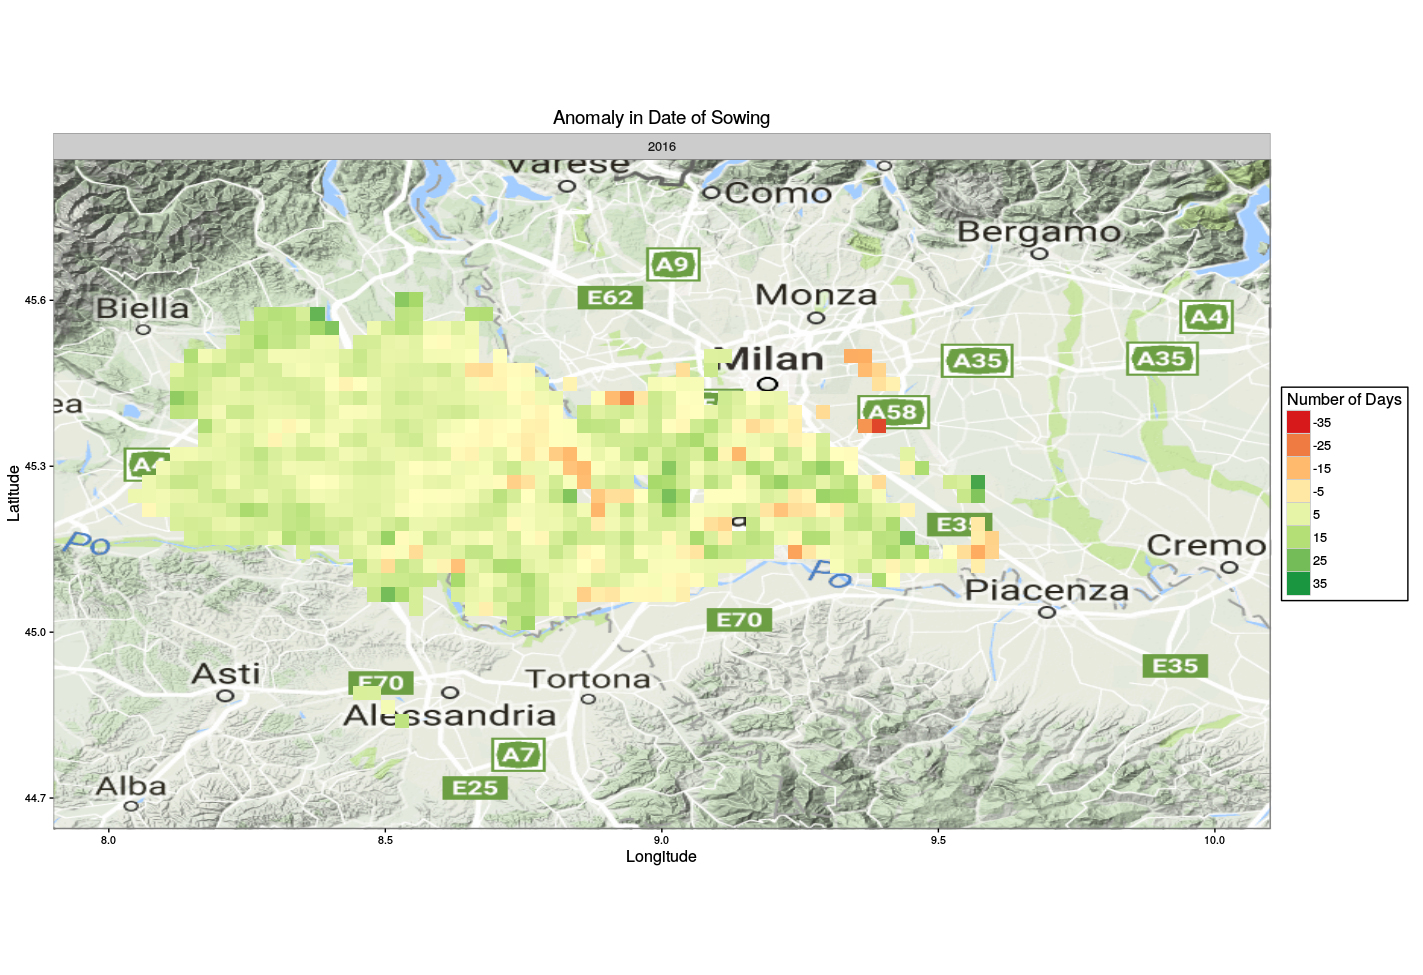 Anomaly in Date of Sowing
2016
Varese
Como
Bergamo
A9
E62
Monza
Biella
A4
Milan
A35
A35
ea
A58
A4
45.6
45.3
45.0
44.7
Latitude
E35
Po
a
Po
Cremo
Piacenza
E70
E35
Asti
E70
Tortona
Alessandria
A7
Alba
E25
8.0
8.5
9.0
9.5
10.0
Longitude
Number of Days
-35
-25
-15
-5
5
15
25
35